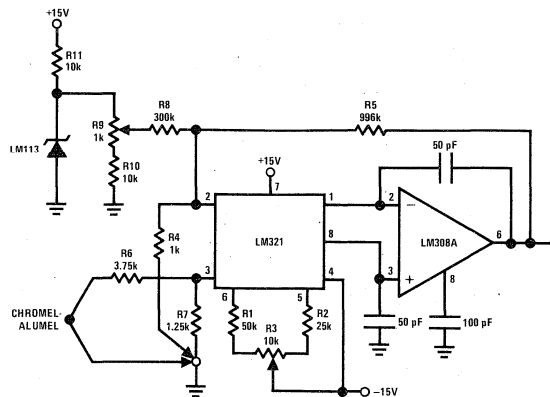 +15V
R11
10k
R8
300k
R5
996k
R9
1k
LM113
R10
10k
+15V
7
50 pF
2
1
2
LM321
−
R4
1k
8
LM308A
6
R6
3.75k
3
4
3
+
8
6
5
CHROMEL-
ALUMEL
R7
1.25k
R1
50k
R3
10k
R2
25k
50 pF
100 pF
−15V